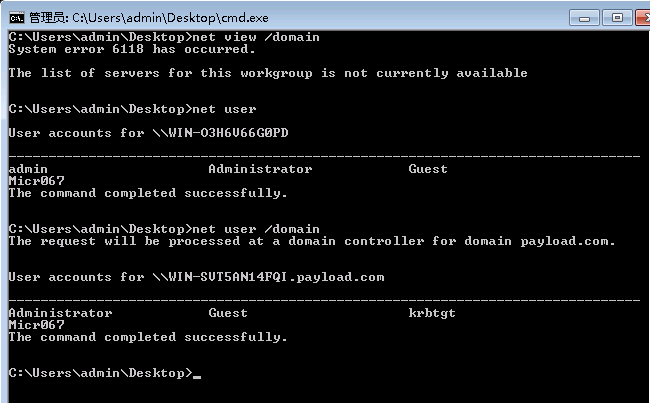 管理员: C:\Users\admin\Desktop\cmd.exe
C:\Users\admin\Desktop>net view /domain
System error 6118 has occurred.
The list of servers for this workgroup is not currently available
C:\Users\admin\Desktop>net user
User accounts for \\WIN-O3H6V66G0PD
-------------------------------------------------------------------------------
admin                    Administrator            Guest
Micr067
The command completed successfully.
C:\Users\admin\Desktop>net user /domain
The request will be processed at a domain controller for domain payload.com.
User accounts for \\WIN-SVT5AN14FQI.payload.com
-------------------------------------------------------------------------------
Administrator            Guest                    krbtgt
Micr067
The command completed successfully.
C:\Users\admin\Desktop>_